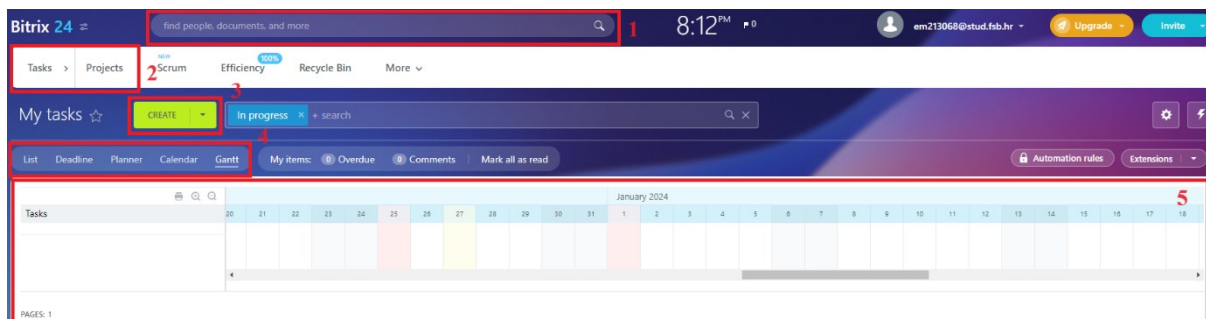 Bitrix 24 find people, documents, and more 1 8:12 PM 0 em213068@stud.fsb.hr Upgrade Invite
Tasks > Projects 2 NEW Scrum Efficiency 100% Recycle Bin More
3
My tasks CREATE In progress × + search
4
List Deadline Planner Calendar Gantt My items: 0 Overdue 0 Comments Mark all as read Automation rules Extensions
January 2024 5
Tasks 20 21 22 23 24 25 26 27 28 29 30 31 1 2 3 4 5 6 7 8 9 10 11 12 13 14 15 16 17 18
PAGES: 1